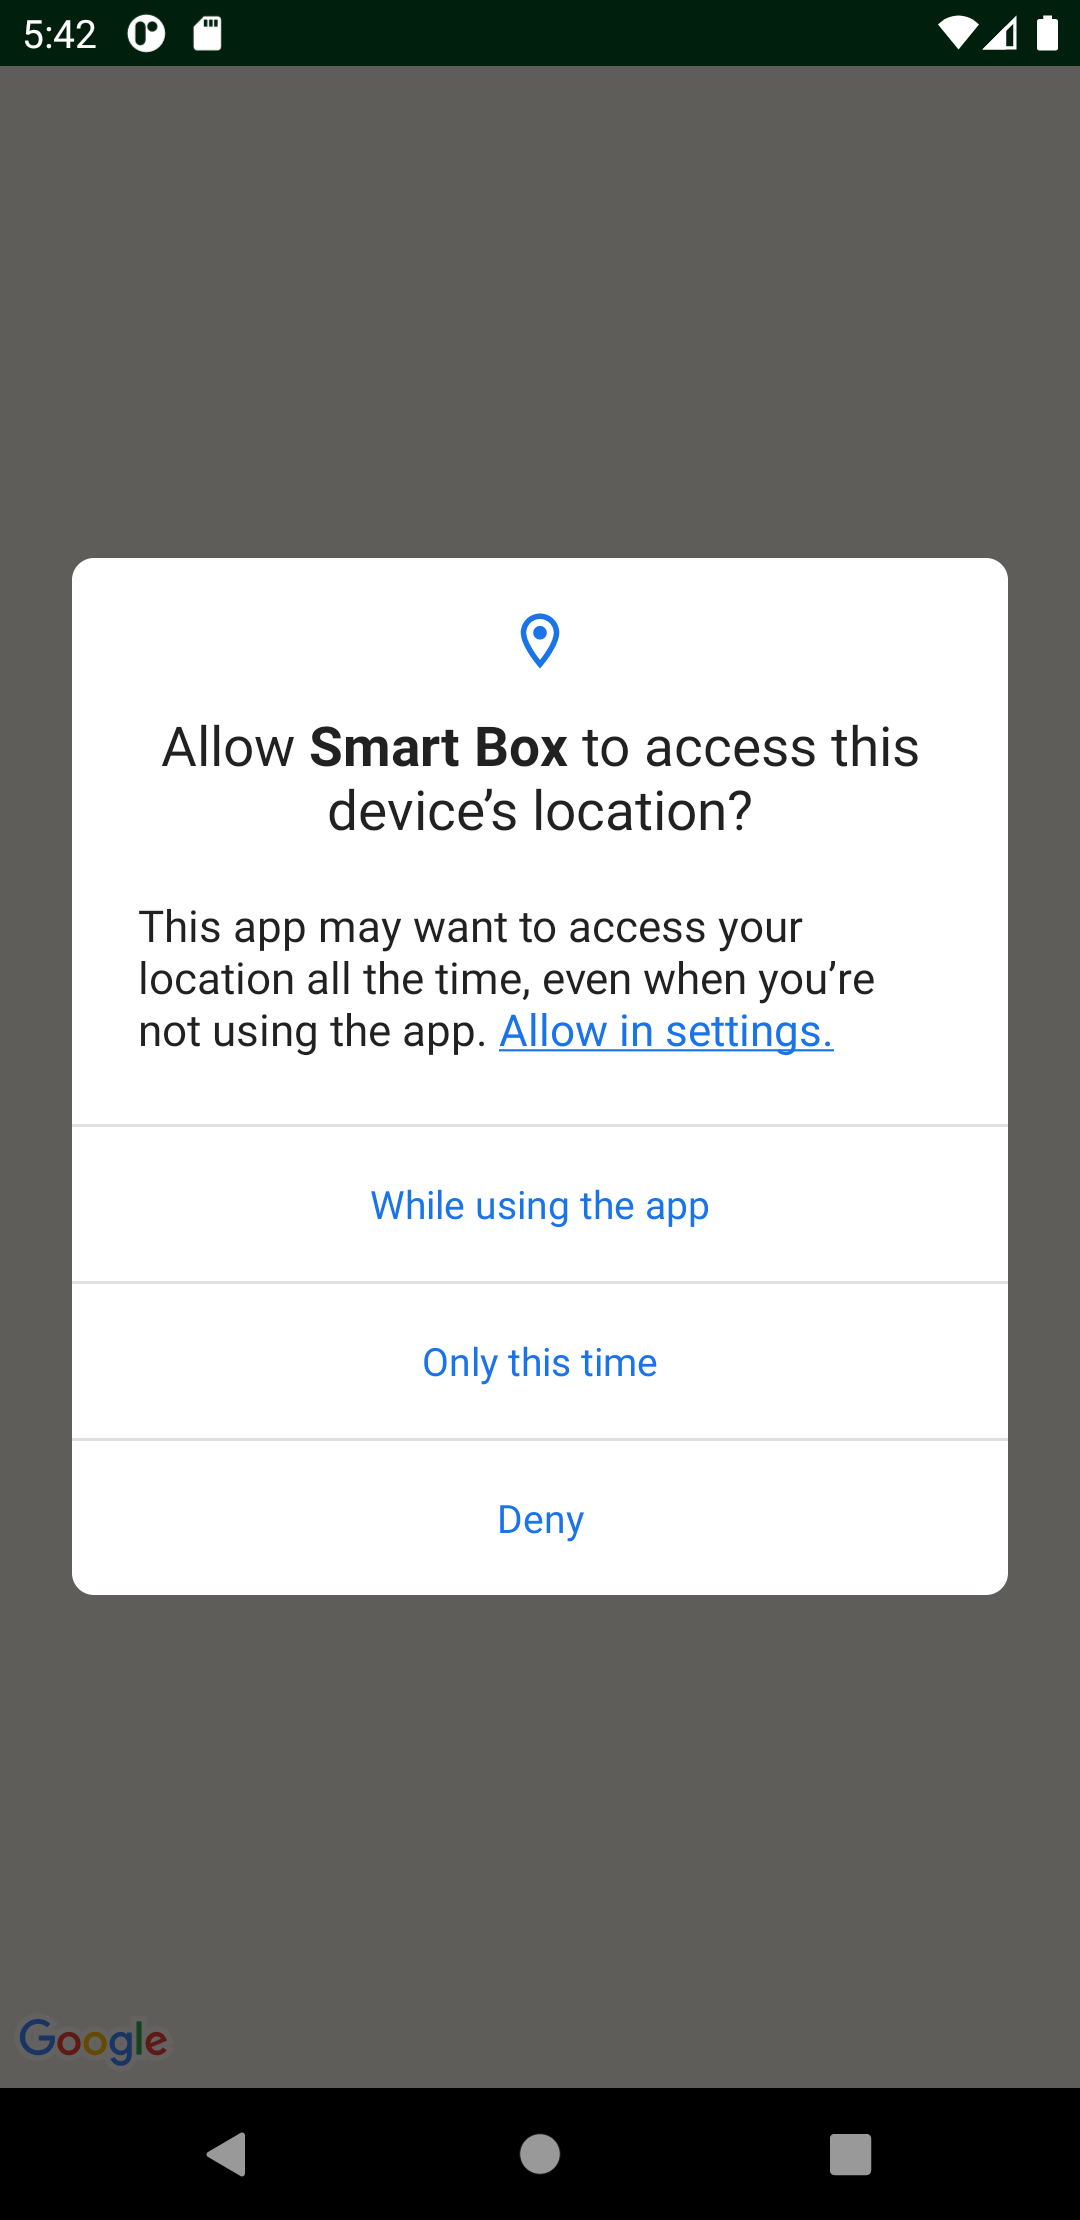 5:42
Allow Smart Box to access this
device’s location?
This app may want to access your
location all the time, even when you’re
not using the app. Allow in settings.
While using the app
Only this time
Deny
Google